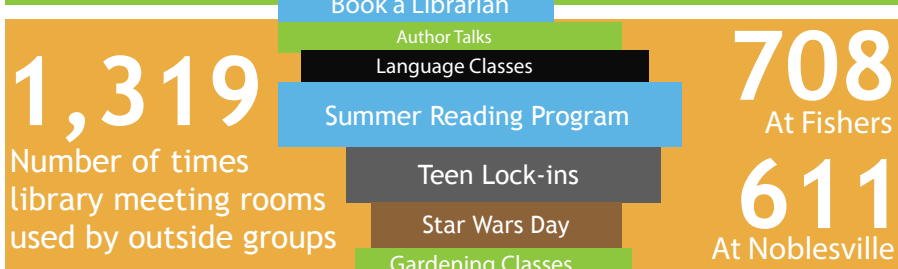 1,319
Number of times
library meeting rooms
used by outside groups
Book a Librarian
Author Talks
Language Classes
Summer Reading Program
Teen Lock-ins
Star Wars Day
Gardening Classes
708
At Fishers
611
At Noblesville